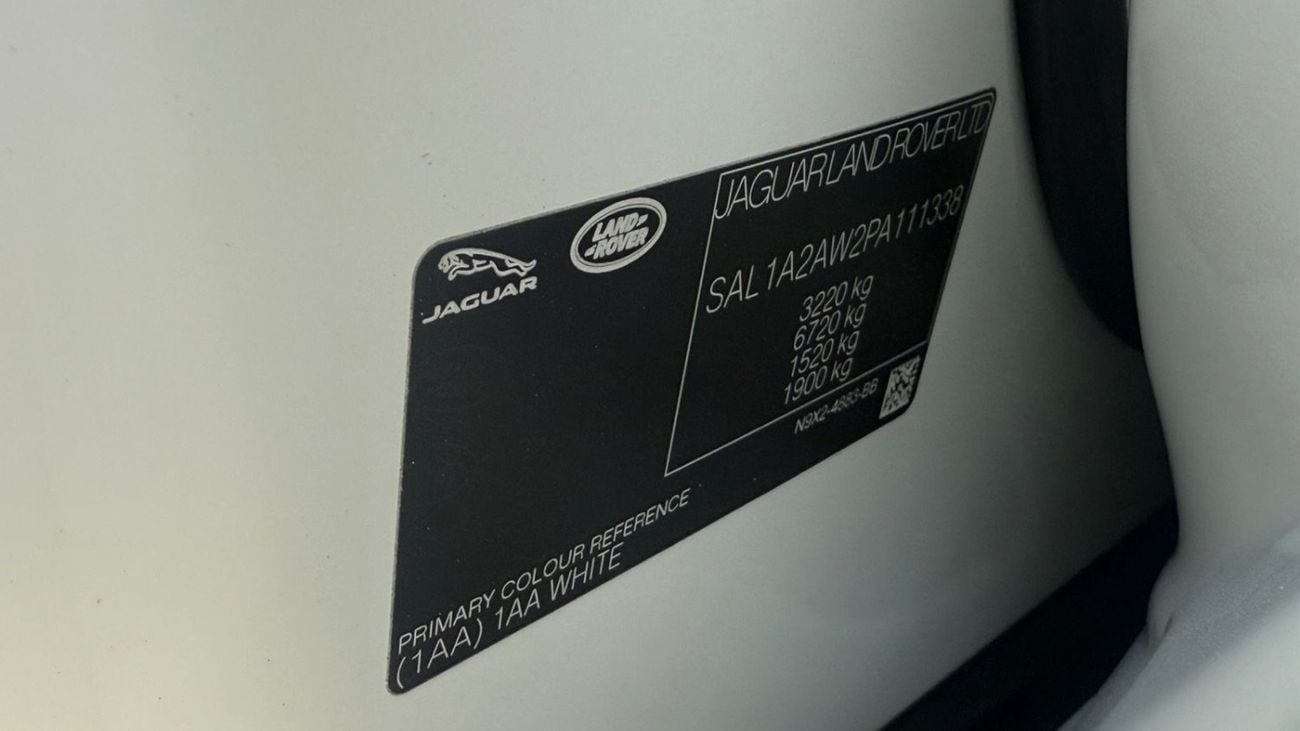 JAGUAR
LAND
ROVER
JAGUAR LAND ROVER LTD
SAL1A2AW2PA111338
3220 kg
6720 kg
1520 kg
1900 kg
N9X2-4883-BB
PRIMARY COLOUR REFERENCE
(1AA) 1AA WHITE